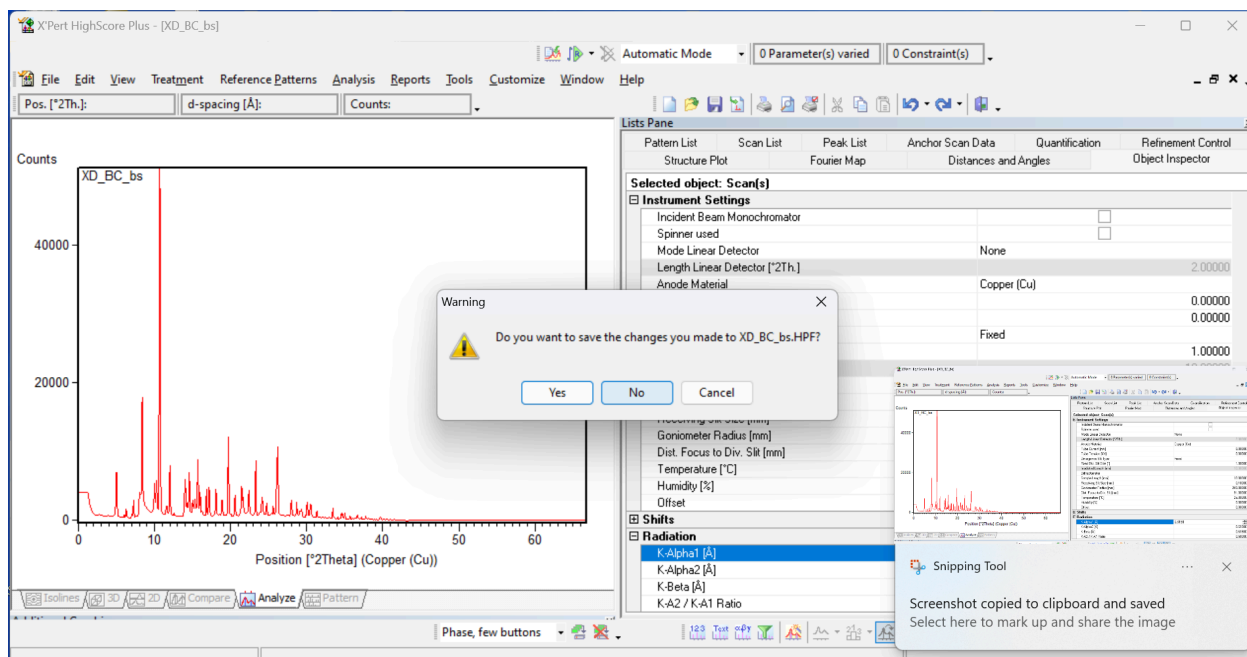 X'Pert HighScore Plus - [XD_BC_bs]
Automatic Mode 0 Parameter(s) varied 0 Constraint(s)
File Edit View Treatment Reference Patterns Analysis Reports Tools Customize Window Help
Pos. [°2Th.]: d-spacing [Å]: Counts:
Lists Pane
Pattern List Scan List Peak List Anchor Scan Data Quantification Refinement Control
Structure Plot Fourier Map Distances and Angles Object Inspector
Counts
XD_BC_bs
40000
20000
0
0 10 20 30 40 50 60
Position [°2Theta] (Copper (Cu))
Selected object: Scan(s)
Instrument Settings
Incident Beam Monochromator
Spinner used
Mode Linear Detector None
Length Linear Detector [°2Th.] 2.00000
Anode Material Copper (Cu)
0.00000
0.00000
Fixed
1.00000
Warning
Do you want to save the changes you made to XD_BC_bs.HPF?
Yes No Cancel
Goniometer Radius [mm]
Dist. Focus to Div. Slit [mm]
Temperature [°C]
Humidity [%]
Offset
Shifts
Radiation
K-Alpha1 [Å]
K-Alpha2 [Å]
K-Beta [Å]
K-A2 / K-A1 Ratio
Isolines 3D 2D Compare Analyze Pattern
Phase, few buttons
Snipping Tool
Screenshot copied to clipboard and saved
Select here to mark up and share the image